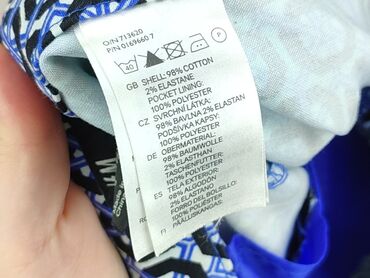 O/N 713620
P/N 0169660 7
40
P
GB SHELL: 98% COTTON
2% ELASTANE
POCKET LINING:
100% POLYESTER
CZ SVRCHNÍ LÁTKA:
98% BAVLNA 2% ELASTAN
PODŠÍVKA KAPSY:
100% POLYESTER
DE OBERMATERIAL:
98% BAUMWOLLE
2% ELASTHAN
TASCHENFUTTER:
100% POLYESTER
ES TELA EXTERIOR:
98% ALGODÓN
2% ELASTANO
FORRO DEL BOLSILLO:
100% POLIÉSTER
FI PÄÄLLISKANGAS: